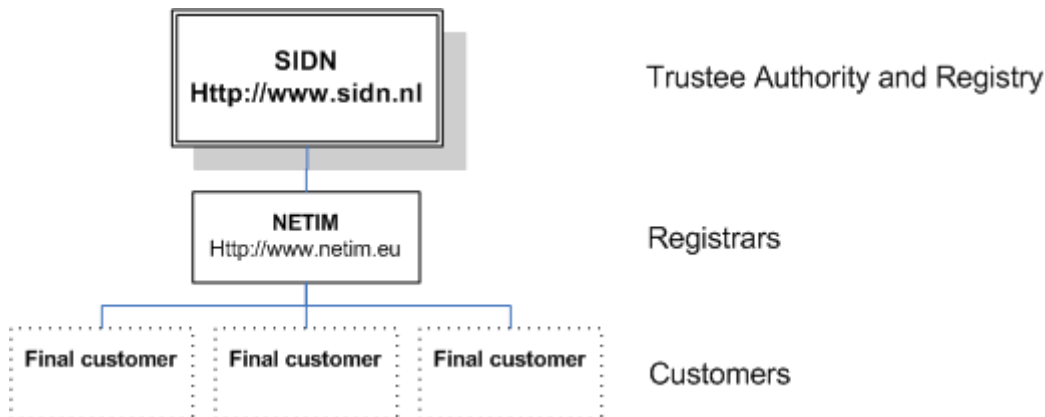 SIDN
Http://www.sidn.nl
Trustee Authority and Registry
NETIM
Http://www.netim.eu
Registrars
Final customer
Final customer
Final customer
Customers